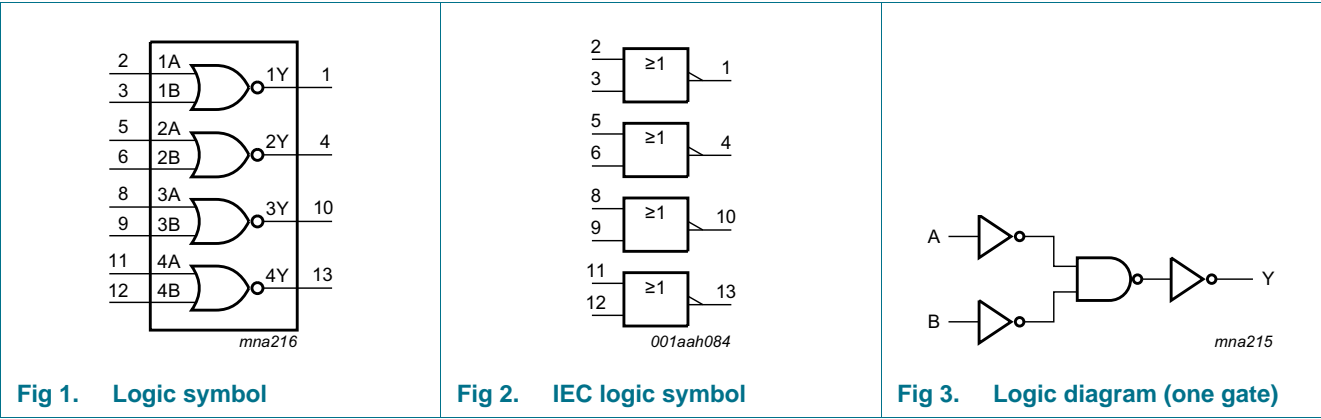 2 1A 1Y 1
3 1B
5 2A 2Y 4
6 2B
8 3A 3Y 10
9 3B
11 4A 4Y 13
12 4B
mna216
Fig 1. Logic symbol
2 ≥1 1
3
5 ≥1 4
6
8 ≥1 10
9
11 ≥1 13
12
001aah084
Fig 2. IEC logic symbol
A
Y
B
mna215
Fig 3. Logic diagram (one gate)